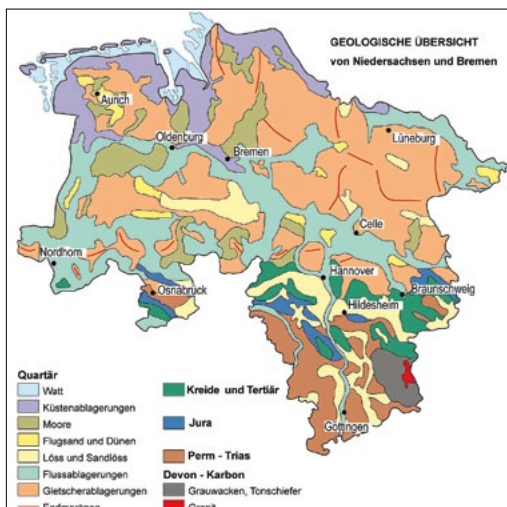 GEOLOGISCHE ÜBERSICHT
von Niedersachsen und Bremen
Aurich
Oldenburg
Bremen
Lüneburg
Celle
Nordhorn
Osnabrück
Hannover
Braunschweig
Hildesheim
Göttingen
Quartär
Watt
Küstenablagerungen
Moore
Flugsand und Dünen
Löss und Sandlöss
Flussablagerungen
Gletscherablagerungen
Endmoränen
Kreide und Tertiär
Jura
Perm - Trias
Devon - Karbon
Grauwacken, Tonschiefer
Granit